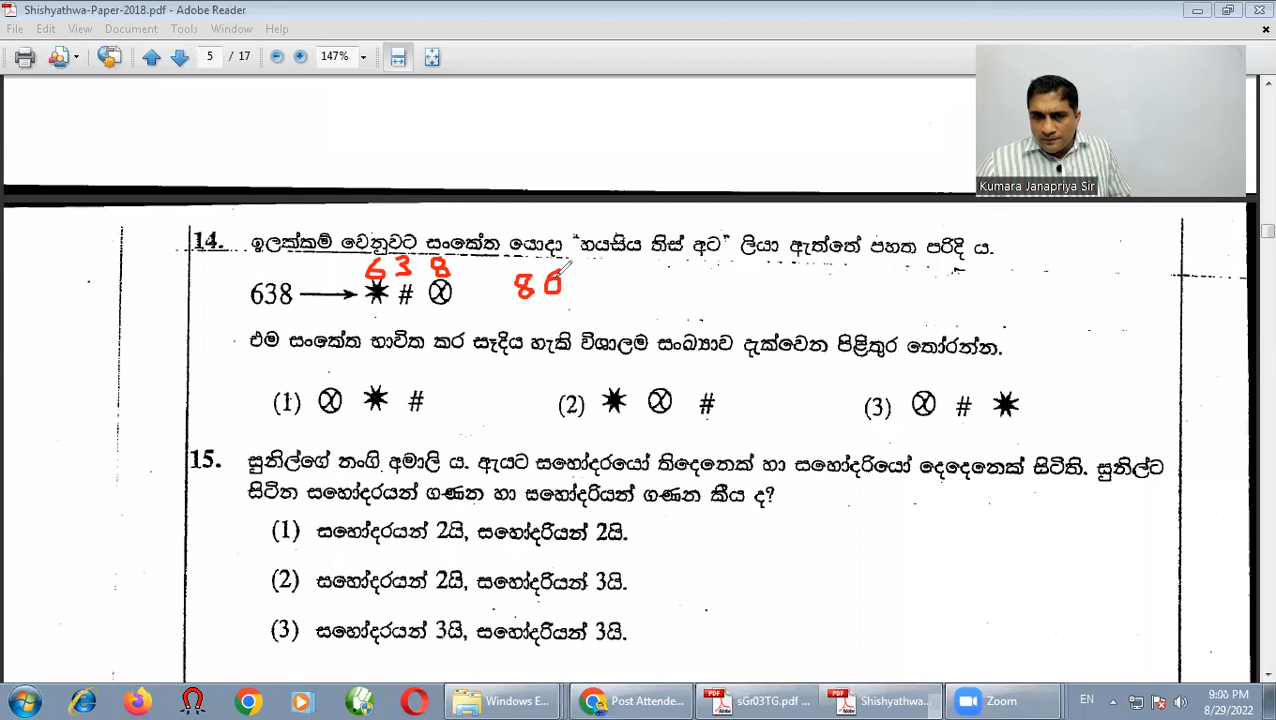 Shishyathwa-Paper-2018.pdf - Adobe Reader
File Edit View Document Tools Window Help
5 / 17 147%
Kumara Janapriya Sir
14. ඉලක්කම් වෙනුවට සංකේත යොදා "හයසිය තිස් අට" ලියා ඇත්තේ පහත පරිදි ය.
6 3 8
638 → ✷ # ⓧ 8 6
එම සංකේත භාවිත කර සෑදිය හැකි විශාලම සංඛ්‍යාව දැක්වෙන පිළිතුර තෝරන්න.
(1) ⓧ ✷ # (2) ✷ ⓧ # (3) ⓧ # ✷
15. සුනිල්ගේ නංගි අමාලි ය. ඇයට සහෝදරයෝ තිදෙනෙක් හා සහෝදරියෝ දෙදෙනෙක් සිටිති. සුනිල්ට
සිටින සහෝදරයන් ගණන හා සහෝදරියන් ගණන කීය ද?
(1) සහෝදරයන් 2යි, සහෝදරියන් 2යි.
(2) සහෝදරයන් 2යි, සහෝදරියන් 3යි.
(3) සහෝදරයන් 3යි, සහෝදරියන් 3යි.
Windows E... Post Attende... sGr03TG.pdf ... Shishyathwa... Zoom EN 9:06 PM
8/29/2022